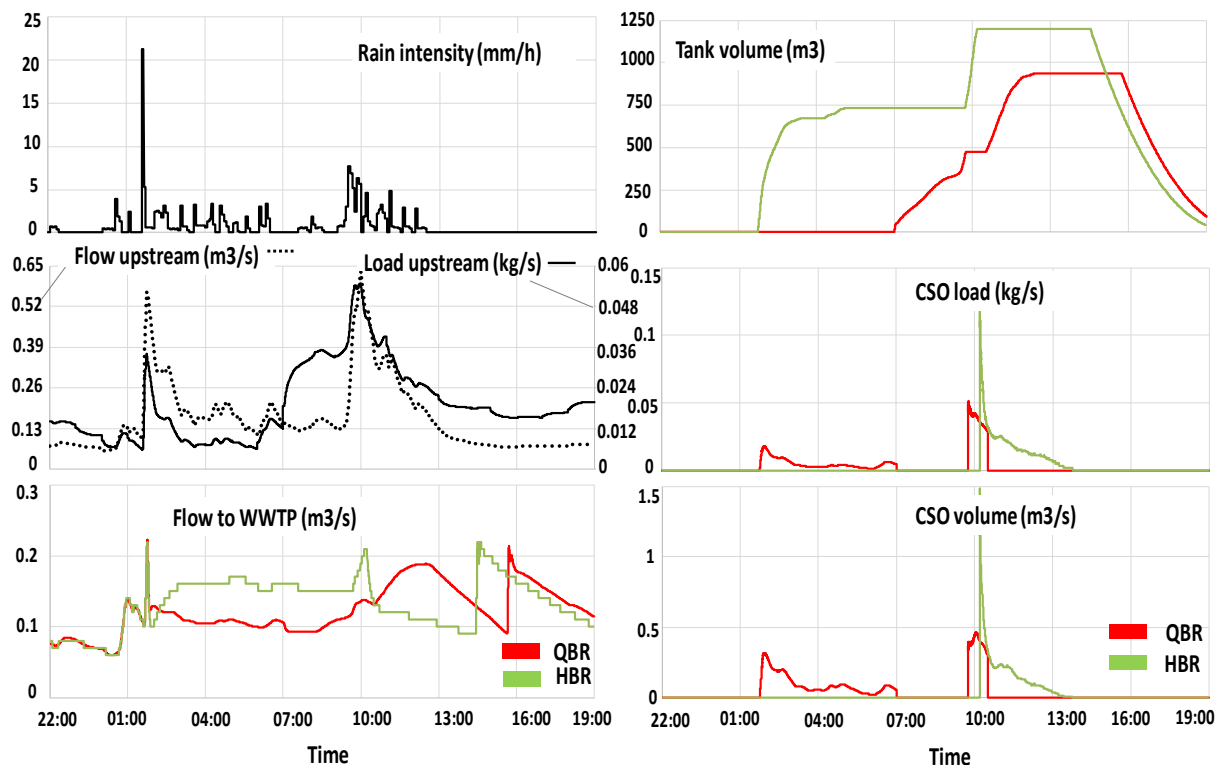 25
20
15
10
5
0
Rain intensity (mm/h)
1250
1000
750
500
250
0
Tank volume (m3)
Flow upstream (m3/s)
Load upstream (kg/s)
0.65
0.52
0.39
0.26
0.13
0
0.06
0.048
0.036
0.024
0.012
0
0.15
0.1
0.05
0
CSO load (kg/s)
0.3
0.2
0.1
0
Flow to WWTP (m3/s)
QBR
HBR
22:00 01:00 04:00 07:00 10:00 13:00 16:00 19:00
Time
1.5
1
0.5
0
CSO volume (m3/s)
QBR
HBR
22:00 01:00 04:00 07:00 10:00 13:00 16:00 19:00
Time